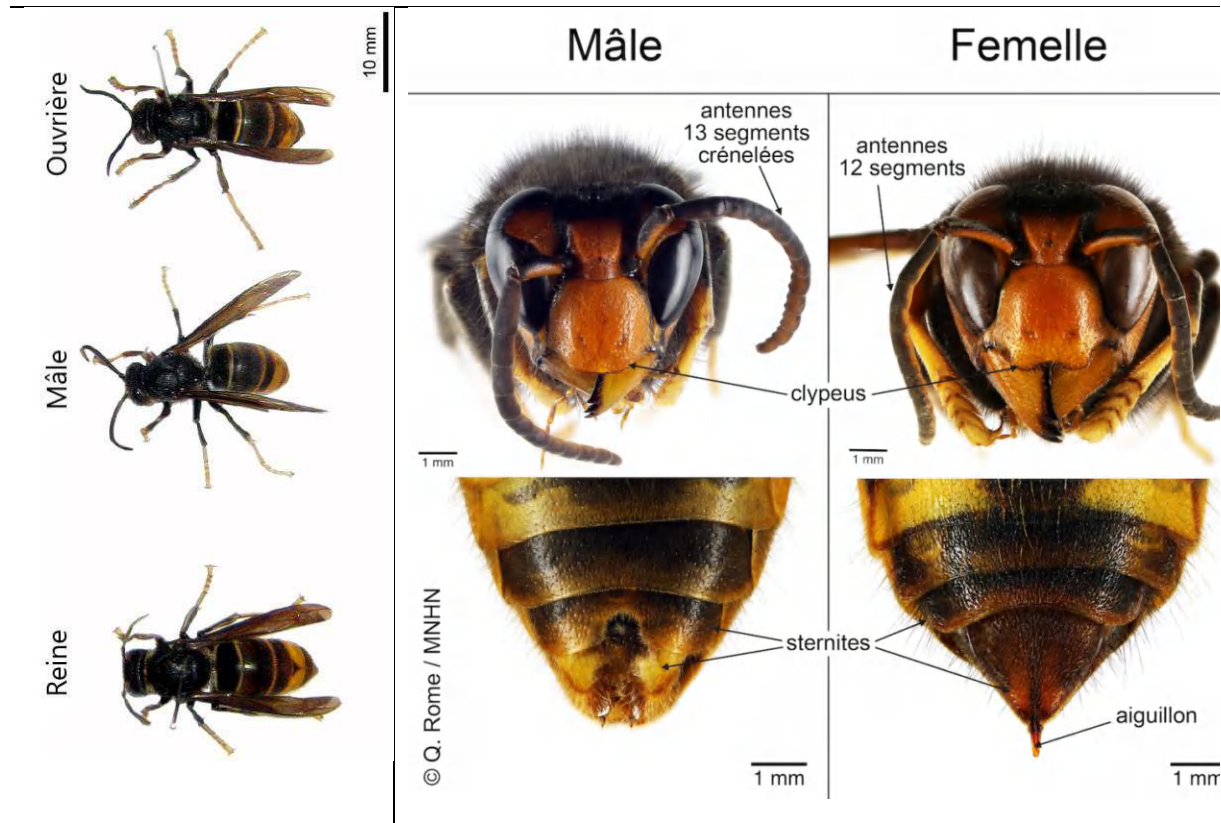 Ouvrière
Mâle
Reine
10 mm
Mâle
Femelle
antennes
13 segments
crénelées
antennes
12 segments
clypeus
1 mm
1 mm
sternites
aiguillon
© Q. Rome / MNHN
1 mm
1 mm